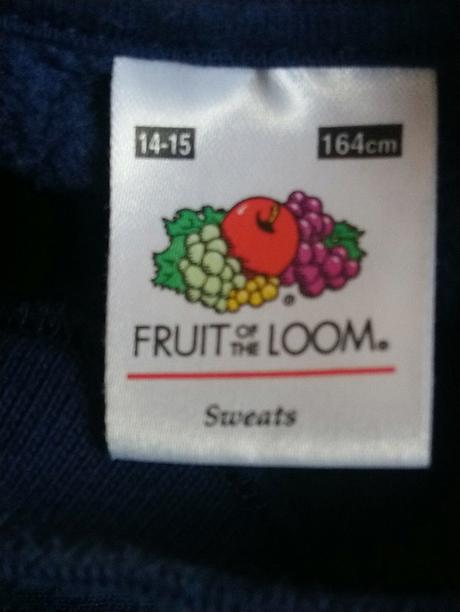 14-15 164cm
FRUIT OF THE LOOM®
Sweats